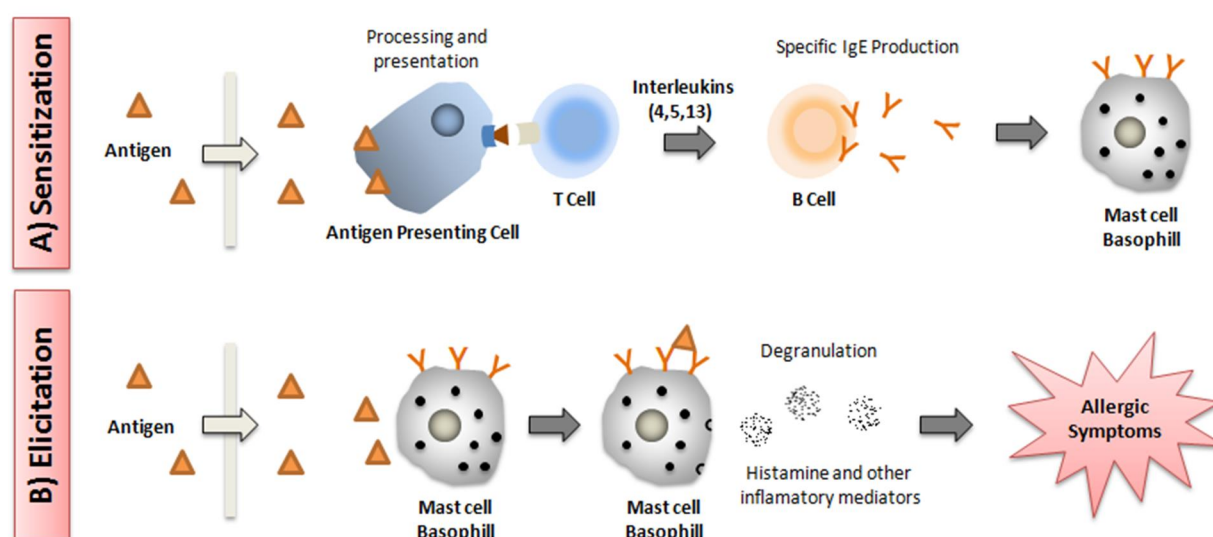 A) Sensitization
Antigen
Processing and
presentation
Antigen Presenting Cell
T Cell
Interleukins
(4,5,13)
Specific IgE Production
B Cell
Mast cell
Basophill
B) Elicitation
Antigen
Mast cell
Basophill
Mast cell
Basophill
Degranulation
Histamine and other
inflamatory mediators
Allergic
Symptoms